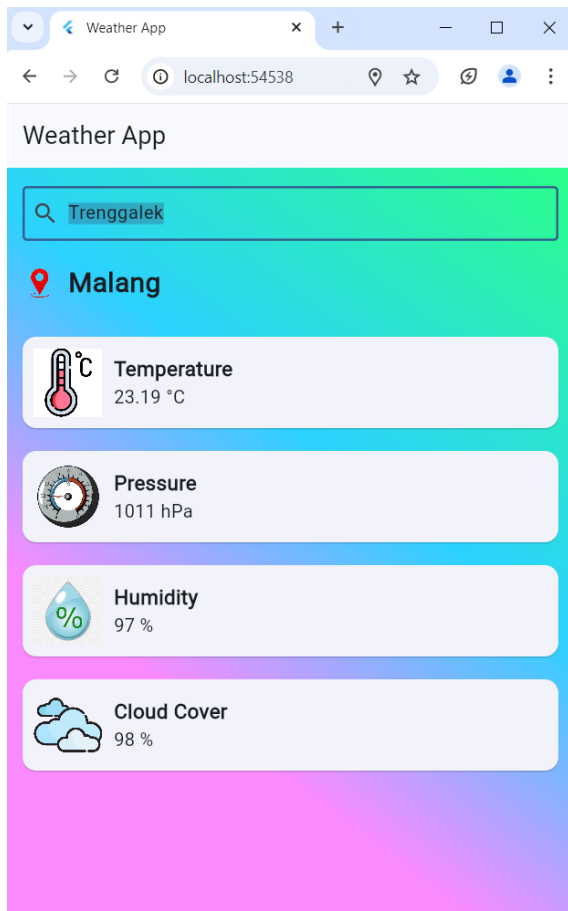 Weather App
localhost:54538
Weather App
Trenggalek
Malang
°C
Temperature
23.19 °C
Pressure
1011 hPa
%
Humidity
97 %
Cloud Cover
98 %